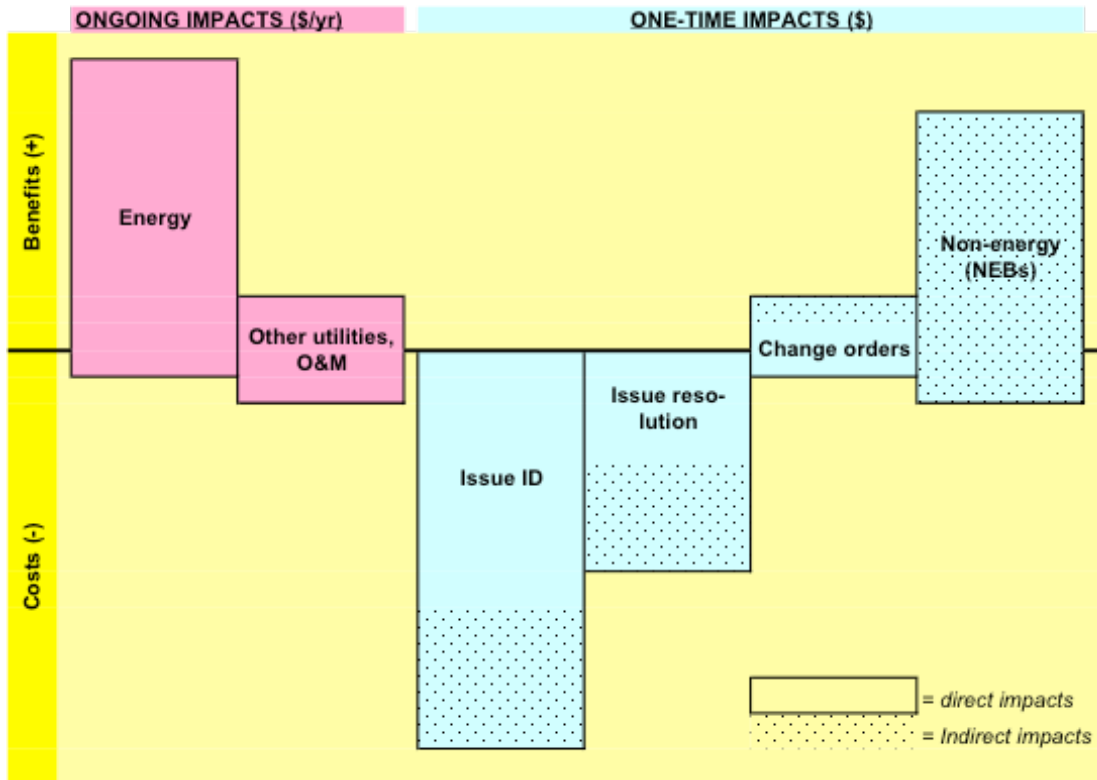 ONGOING IMPACTS ($/yr)
ONE-TIME IMPACTS ($)
Benefits (+)
Costs (-)
Energy
Other utilities,
O&M
Issue ID
Issue reso-
lution
Change orders
Non-energy
(NEBs)
= direct impacts
= Indirect impacts